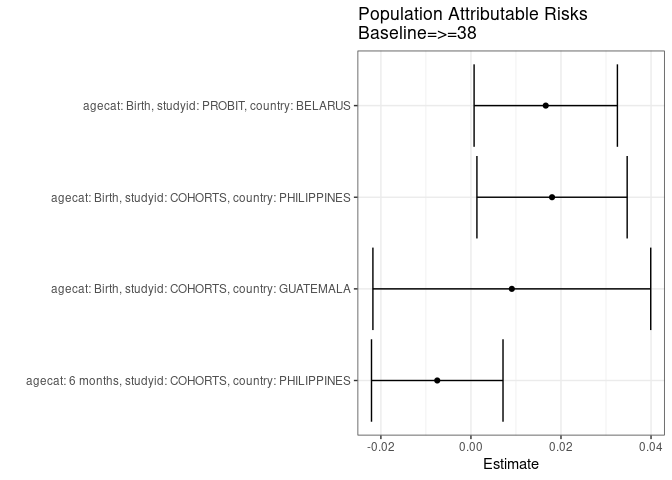 Population Attributable Risks
Baseline=>=38
agecat: Birth, studyid: PROBIT, country: BELARUS
agecat: Birth, studyid: COHORTS, country: PHILIPPINES
agecat: Birth, studyid: COHORTS, country: GUATEMALA
agecat: 6 months, studyid: COHORTS, country: PHILIPPINES
-0.02 0.00 0.02 0.04
Estimate